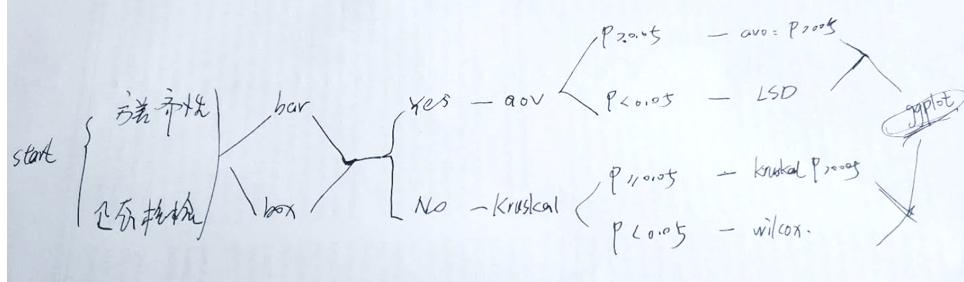 start
方差齐性
正态检验
bar
box
Yes — aov
P≥0.05 — avo: P>0.05
P<0.05 — LSD
No — Kruskal
P≥0.05 — kruskal P>0.05
P<0.05 — wilcox.
ggplot